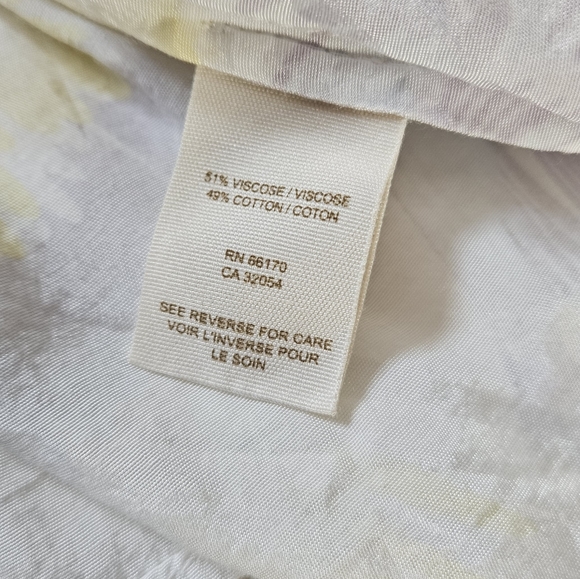 51% VISCOSE / VISCOSE
49% COTTON / COTON
RN 66170
CA 32054
SEE REVERSE FOR CARE
VOIR L'INVERSE POUR
LE SOIN